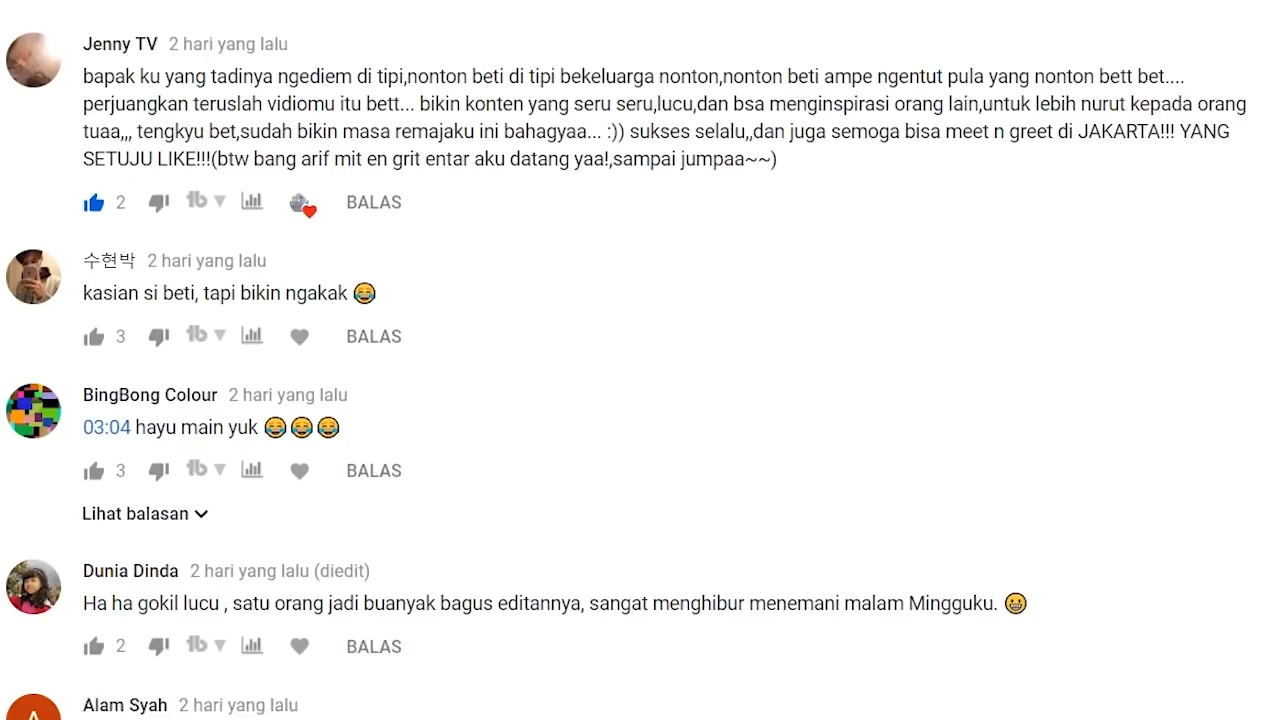 Jenny TV 2 hari yang lalu
bapak ku yang tadinya ngediem di tipi,nonton beti di tipi bekeluarga nonton,nonton beti ampe ngentut pula yang nonton bett bet....
perjuangkan teruslah vidiomu itu bett... bikin konten yang seru seru,lucu,dan bsa menginspirasi orang lain,untuk lebih nurut kepada orang
tuaa,,, tengkyu bet,sudah bikin masa remajaku ini bahagyaa... :)) sukses selalu,,dan juga semoga bisa meet n greet di JAKARTA!!! YANG
SETUJU LIKE!!!(btw bang arif mit en grit entar aku datang yaa!,sampai jumpaa~~)
2 tb BALAS
수현박 2 hari yang lalu
kasian si beti, tapi bikin ngakak 😂
3 tb BALAS
BingBong Colour 2 hari yang lalu
03:04 hayu main yuk 😂😂😂
3 tb BALAS
Lihat balasan
Dunia Dinda 2 hari yang lalu (diedit)
Ha ha gokil lucu , satu orang jadi buanyak bagus editannya, sangat menghibur menemani malam Mingguku. 😀
2 tb BALAS
Alam Syah 2 hari yang lalu
A